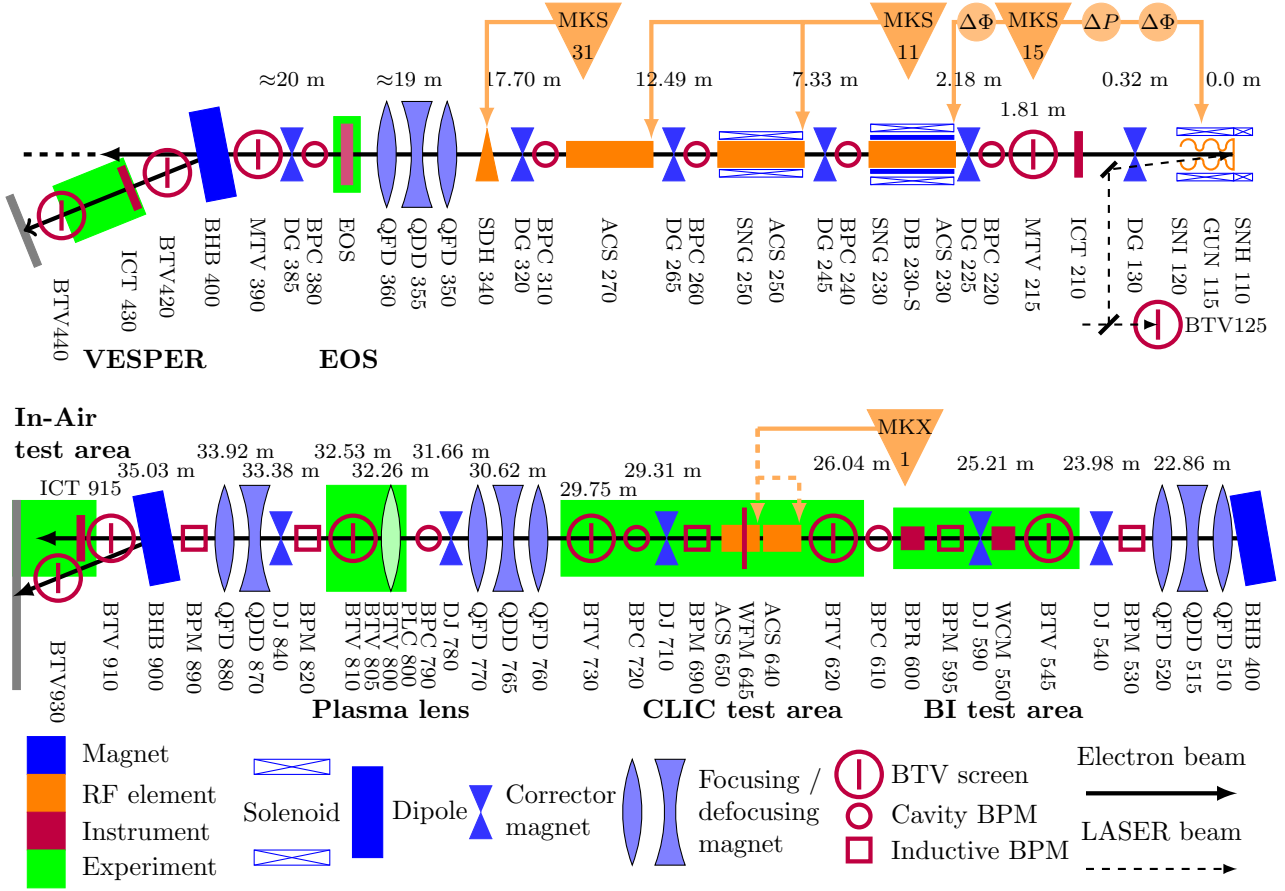 MKS
31
MKS
11
ΔΦ
MKS
15
ΔP
ΔΦ
≈20 m
≈19 m
17.70 m
12.49 m
7.33 m
2.18 m
1.81 m
0.32 m
0.0 m
BTV440
ICT 430
BTV420
BHB 400
MTV 390
DG 385
BPC 380
EOS
QFD 360
QDD 355
QFD 350
SDH 340
DG 320
BPC 310
ACS 270
DG 265
BPC 260
SNG 250
ACS 250
DG 245
BPC 240
SNG 230
DB 230-S
ACS 230
DG 225
BPC 220
MTV 215
ICT 210
DG 130
SNI 120
GUN 115
SNH 110
BTV125
VESPER
EOS
In-Air
test area
ICT 915
35.03 m
33.92 m
33.38 m
32.53 m
32.26 m
31.66 m
30.62 m
29.75 m
29.31 m
MKX
1
26.04 m
25.21 m
23.98 m
22.86 m
BTV930
BTV 910
BHB 900
BPM 890
QFD 880
QDD 870
DJ 840
BPM 820
BTV 810
BTV 805
BTV 800
PLC 800
BPC 790
DJ 780
QFD 770
QDD 765
QFD 760
BTV 730
BPC 720
DJ 710
BPM 690
ACS 650
WFM 645
ACS 640
BTV 620
BPC 610
BPR 600
BPM 595
DJ 590
WCM 550
BTV 545
DJ 540
BPM 530
QFD 520
QDD 515
QFD 510
BHB 400
Plasma lens
CLIC test area
BI test area
Magnet
RF element
Instrument
Experiment
Solenoid
Dipole
Corrector
magnet
Focusing /
defocusing
magnet
BTV screen
Cavity BPM
Inductive BPM
Electron beam
LASER beam